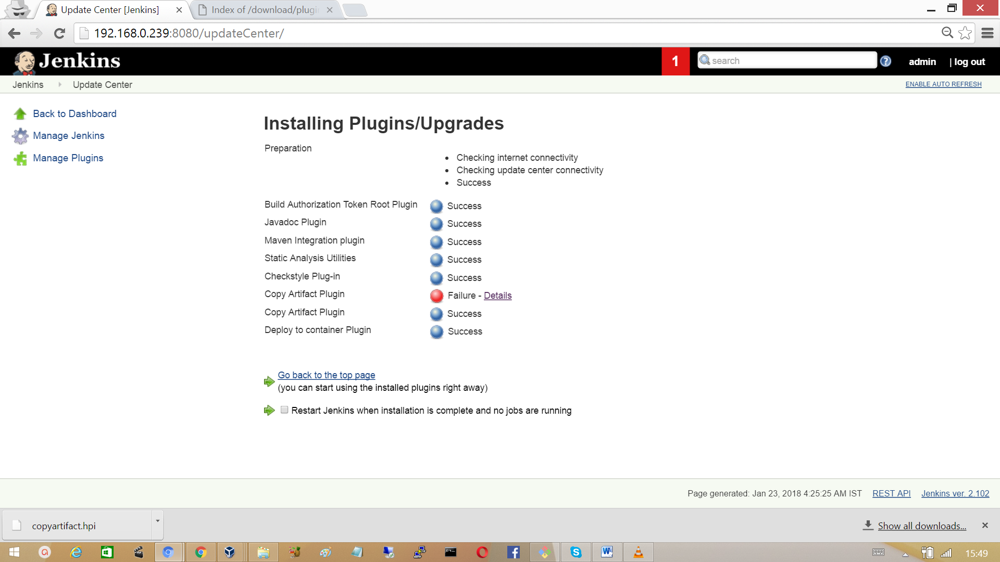 Update Center [Jenkins]
Index of /download/plugi
192.168.0.239:8080/updateCenter/
Jenkins
1
search
admin
| log out
Jenkins
Update Center
ENABLE AUTO REFRESH
Back to Dashboard
Manage Jenkins
Manage Plugins
Installing Plugins/Upgrades
Preparation
Checking internet connectivity
Checking update center connectivity
Success
Build Authorization Token Root Plugin Success
Javadoc Plugin Success
Maven Integration plugin Success
Static Analysis Utilities Success
Checkstyle Plug-in Success
Copy Artifact Plugin Failure - Details
Copy Artifact Plugin Success
Deploy to container Plugin Success
Go back to the top page
(you can start using the installed plugins right away)
Restart Jenkins when installation is complete and no jobs are running
Page generated: Jan 23, 2018 4:25:25 AM IST REST API Jenkins ver. 2.102
copyartifact.hpi
Show all downloads...
15:49